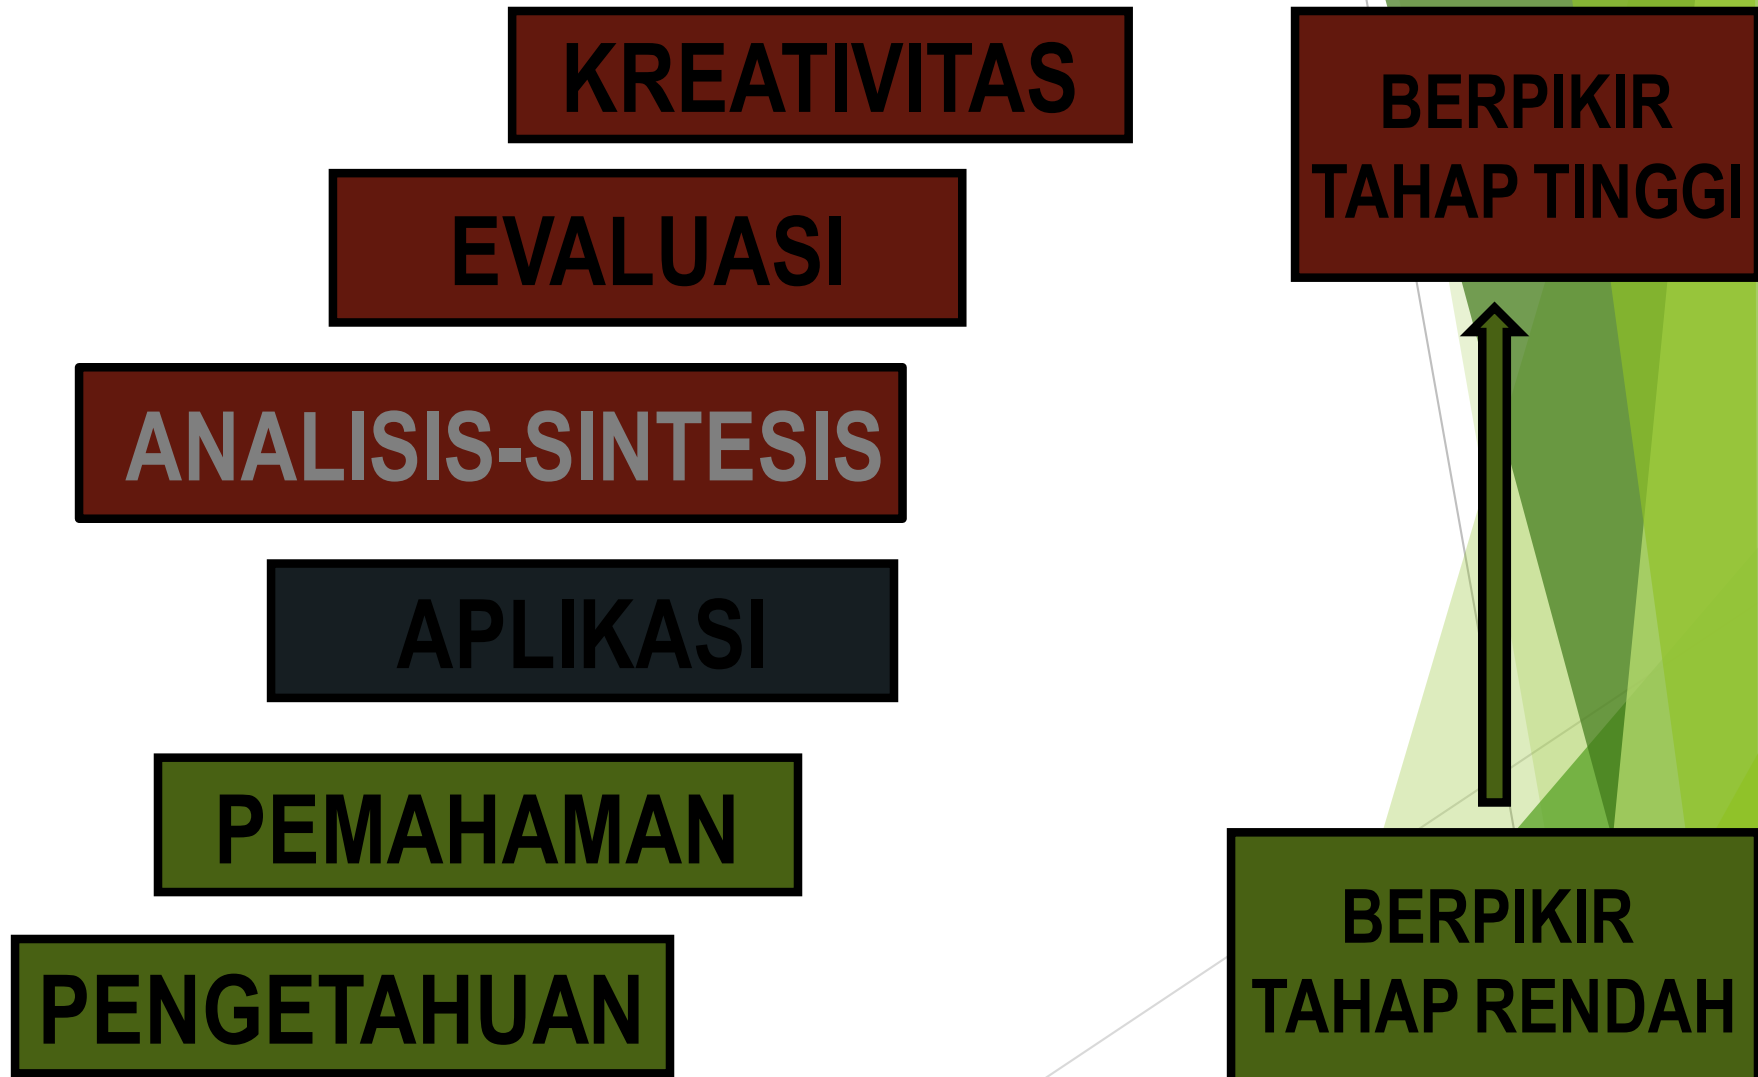 KREATIVITAS
EVALUASI
ANALISIS-SINTESIS
APLIKASI
PEMAHAMAN
PENGETAHUAN
BERPIKIR
TAHAP TINGGI
BERPIKIR
TAHAP RENDAH